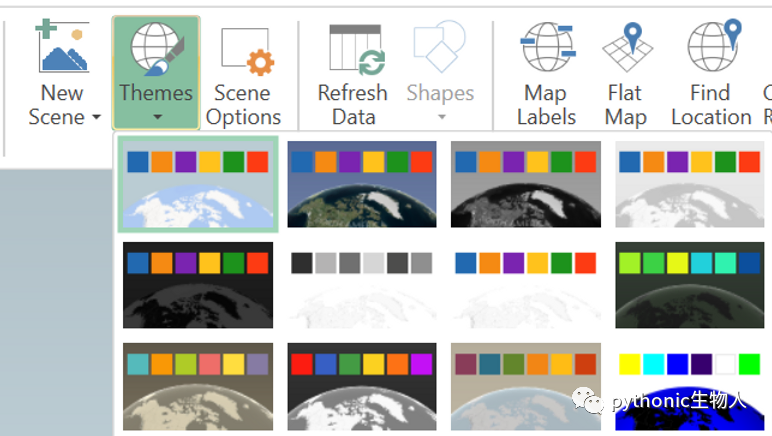 New
Scene
Themes
Scene
Options
Refresh
Data
Shapes
Map
Labels
Flat
Map
Find
Location
pythonic生物人